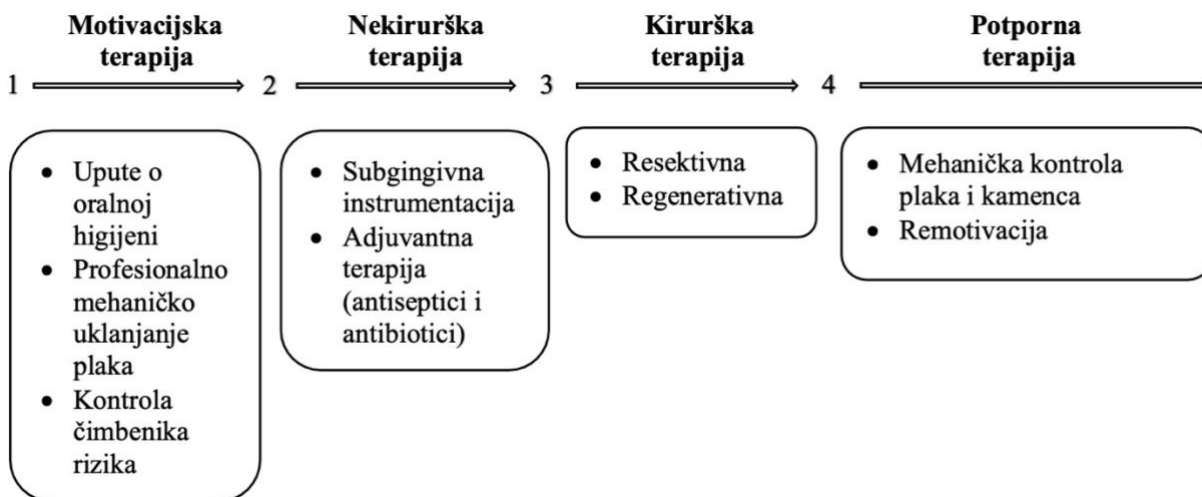 Motivacijska
terapija
Nekirurška
terapija
Kirurška
terapija
Potporna
terapija
1
2
3
4
• Upute o
oralnoj
higijeni
• Profesionalno
mehaničko
uklanjanje
plaka
• Kontrola
čimbenika
rizika
• Subgingivna
instrumentacija
• Adjuvantna
terapija
(antiseptici i
antibiotici)
• Resektivna
• Regenerativna
• Mehanička kontrola
plaka i kamenca
• Remotivacija